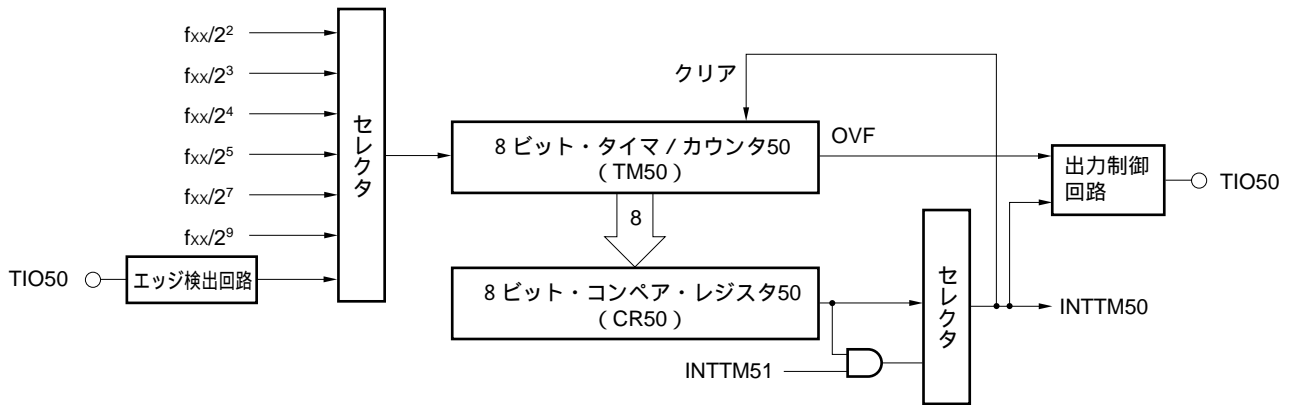 fxx/2²
fxx/2³
fxx/2⁴
fxx/2⁵
fxx/2⁷
fxx/2⁹
TIO50
エッジ検出回路
セレクタ
クリア
8 ビット・タイマ / カウンタ50
( TM50 )
OVF
8
8 ビット・コンペア・レジスタ50
( CR50 )
INTTM51
セレクタ
出力制御
回路
TIO50
INTTM50